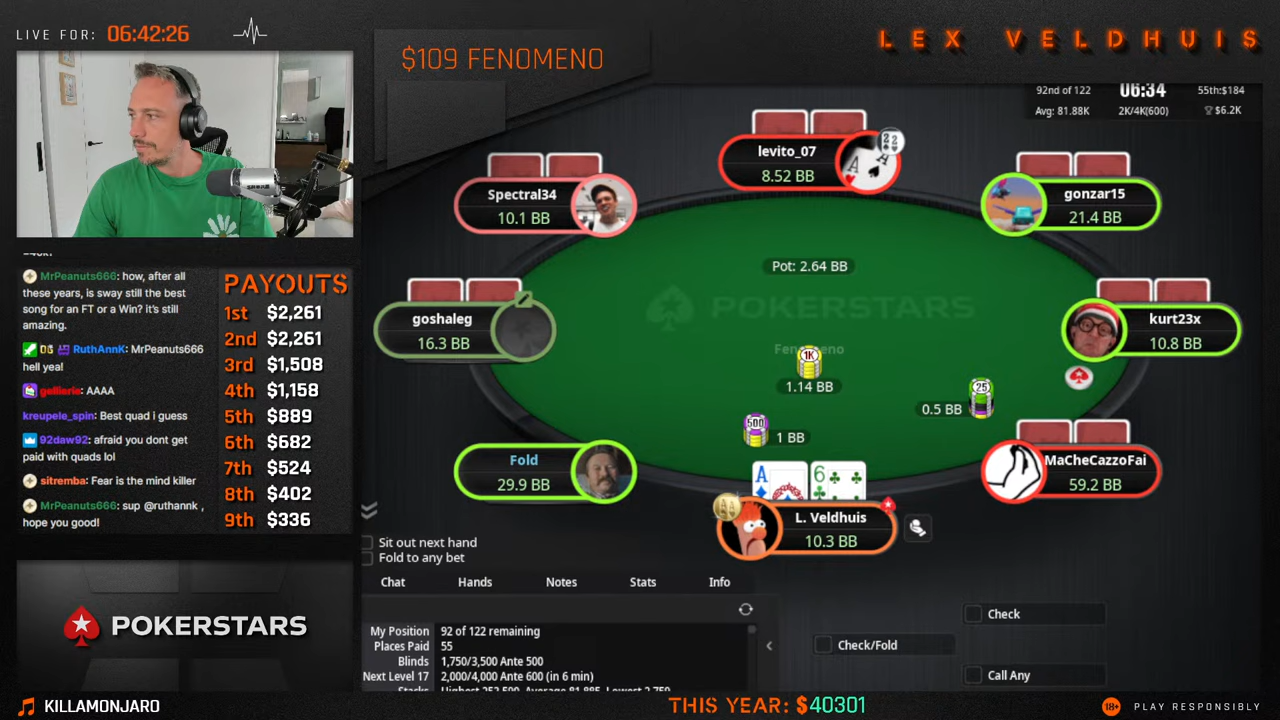 LIVE FOR: 06:42:26
$109 FENOMENO
LEX VELDHUIS
92nd of 122
06:34
55th:$184
Avg: 81.88K
2K/4K(600)
$6.2K
levito_07
8.52 BB
Spectral34
10.1 BB
gonzar15
21.4 BB
Pot: 2.64 BB
POKERSTARS
goshaleg
16.3 BB
kurt23x
10.8 BB
Fenomeno
1K
1.14 BB
25
0.5 BB
500
1 BB
A
6
Fold
29.9 BB
MaCheCazzoFai
59.2 BB
L. Veldhuis
10.3 BB
MrPeanuts666: how, after all
these years, is sway still the best
song for an FT or a Win? it's still
amazing.
RuthAnnK: MrPeanuts666
hell yea!
gellieris: AAAA
kreupele_spin: Best quad i guess
92daw92: afraid you dont get
paid with quads lol
sitremba: Fear is the mind killer
MrPeanuts666: sup @ruthannk ,
hope you good!
PAYOUTS
1st $2,261
2nd $2,261
3rd $1,508
4th $1,158
5th $889
6th $682
7th $524
8th $402
9th $336
Sit out next hand
Fold to any bet
Chat
Hands
Notes
Stats
Info
My Position 92 of 122 remaining
Places Paid 55
Blinds 1,750/3,500 Ante 500
Next Level 17 2,000/4,000 Ante 600 (in 6 min)
Check
Check/Fold
Call Any
POKERSTARS
KILLAMONJARO
THIS YEAR: $40301
18+ PLAY RESPONSIBLY